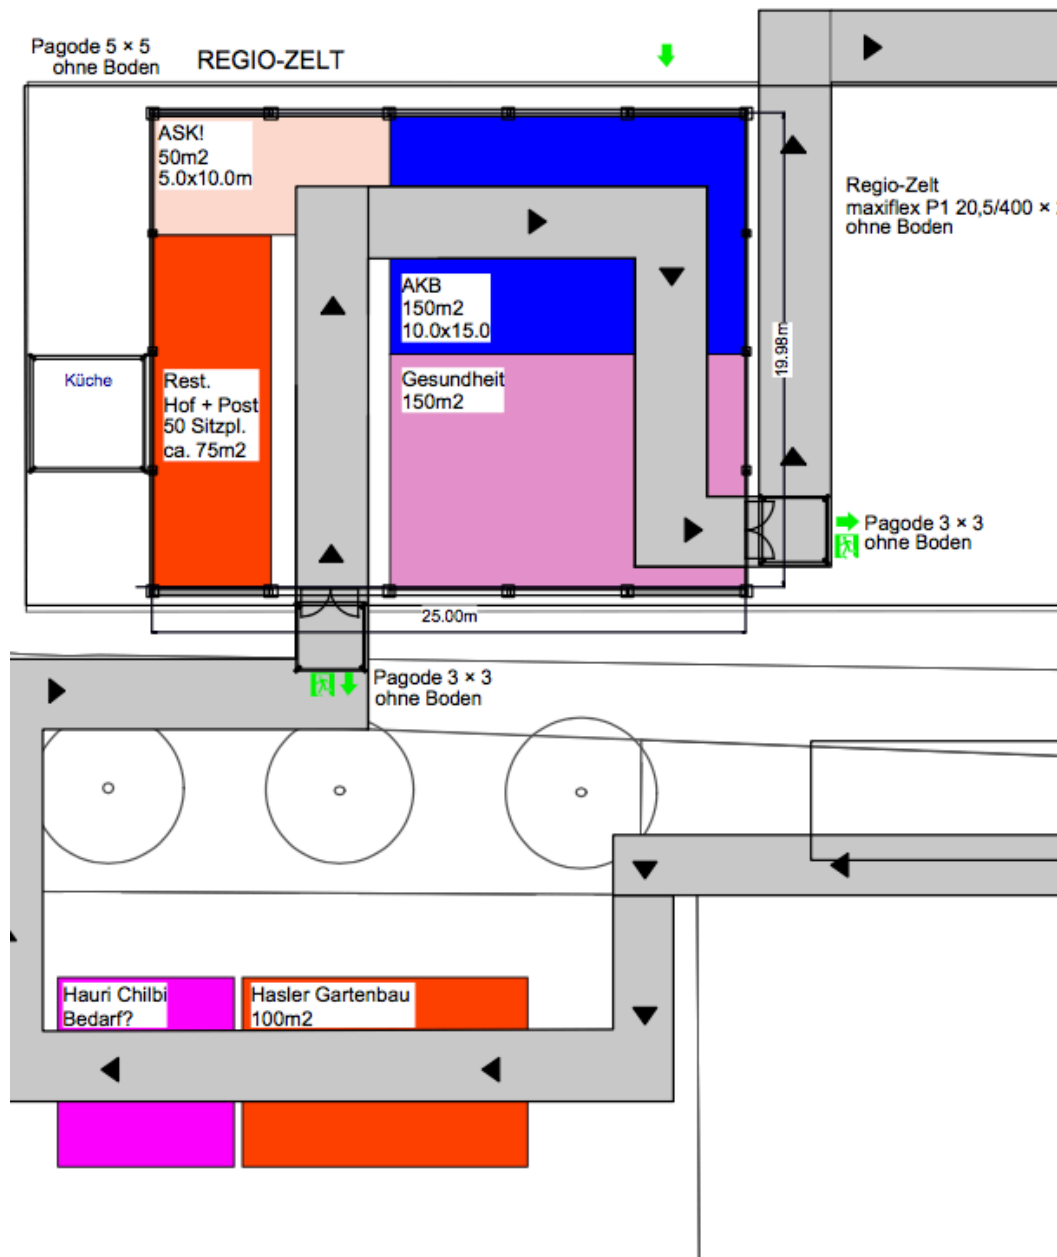 Pagode 5 × 5
ohne Boden
REGIO-ZELT
ASK!
50m2
5.0x10.0m
Regio-Zelt
maxiflex P1 20,5/400 ×
ohne Boden
AKB
150m2
10.0x15.0
19.98m
Küche
Rest.
Hof + Post
50 Sitzpl.
ca. 75m2
Gesundheit
150m2
Pagode 3 × 3
ohne Boden
25.00m
Pagode 3 × 3
ohne Boden
Hauri Chilbi
Bedarf?
Hasler Gartenbau
100m2